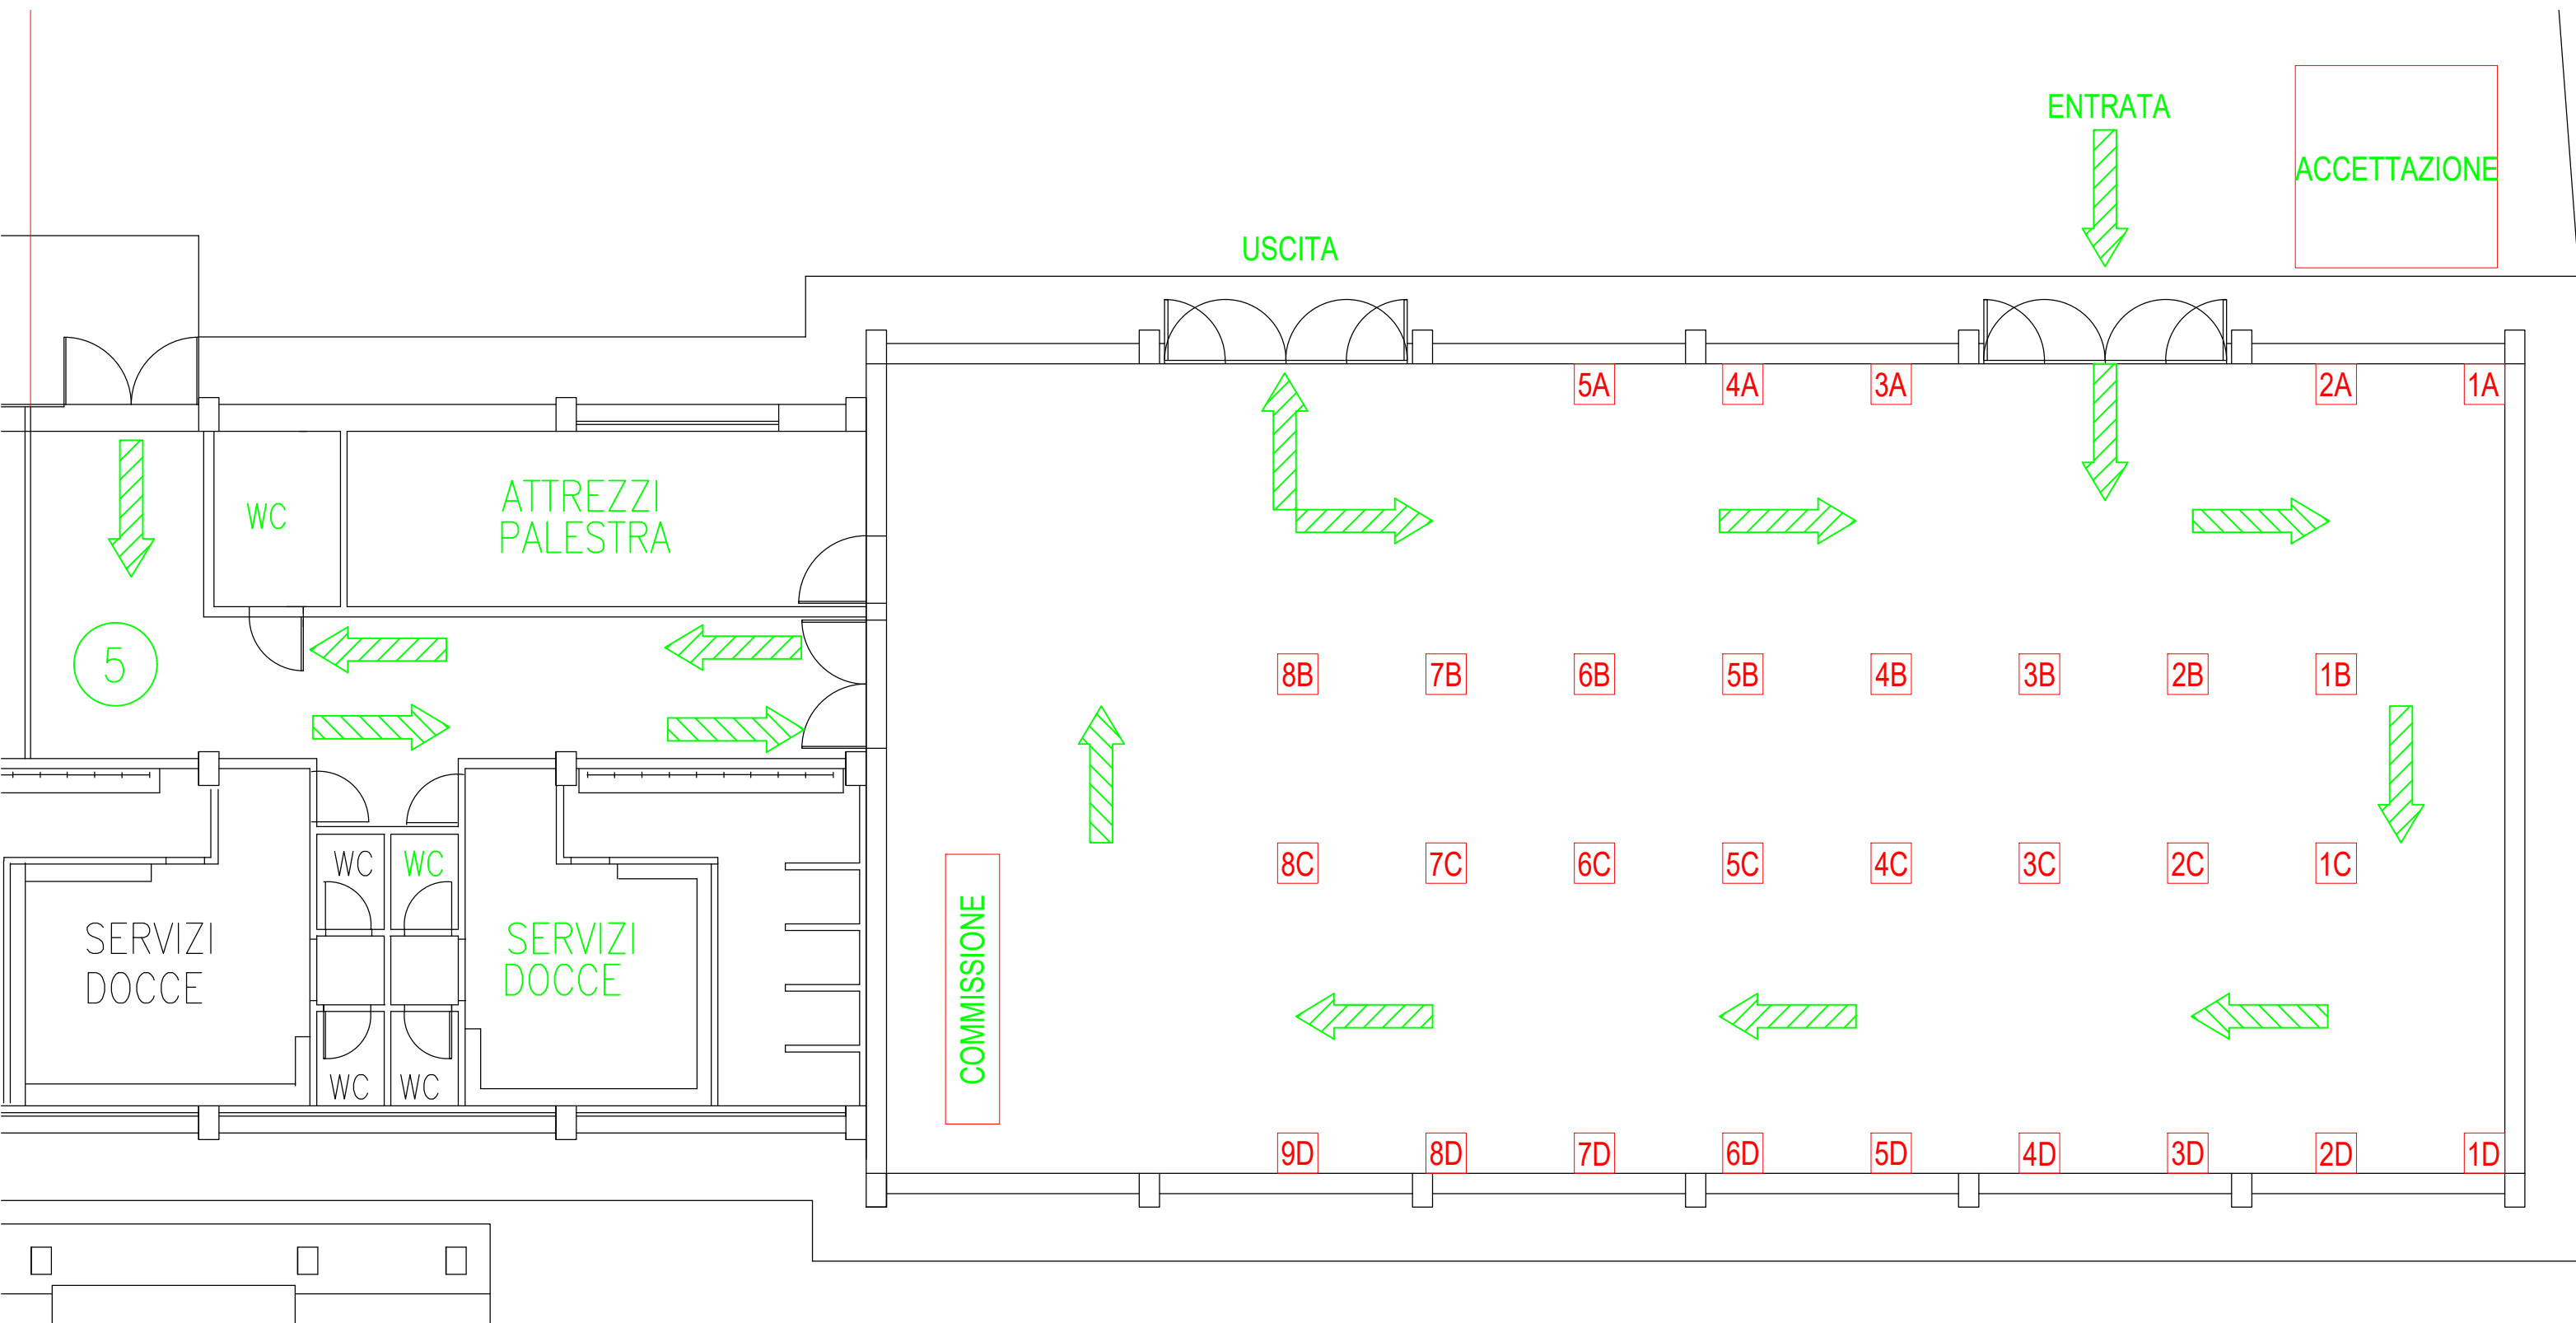 ENTRATA
ACCETTAZIONE
USCITA
5A 4A 3A 2A 1A
ATTREZZI
PALESTRA
WC
5
8B 7B 6B 5B 4B 3B 2B 1B
WC WC
8C 7C 6C 5C 4C 3C 2C 1C
SERVIZI
DOCCE
SERVIZI
DOCCE
COMMISSIONE
WC WC
9D 8D 7D 6D 5D 4D 3D 2D 1D